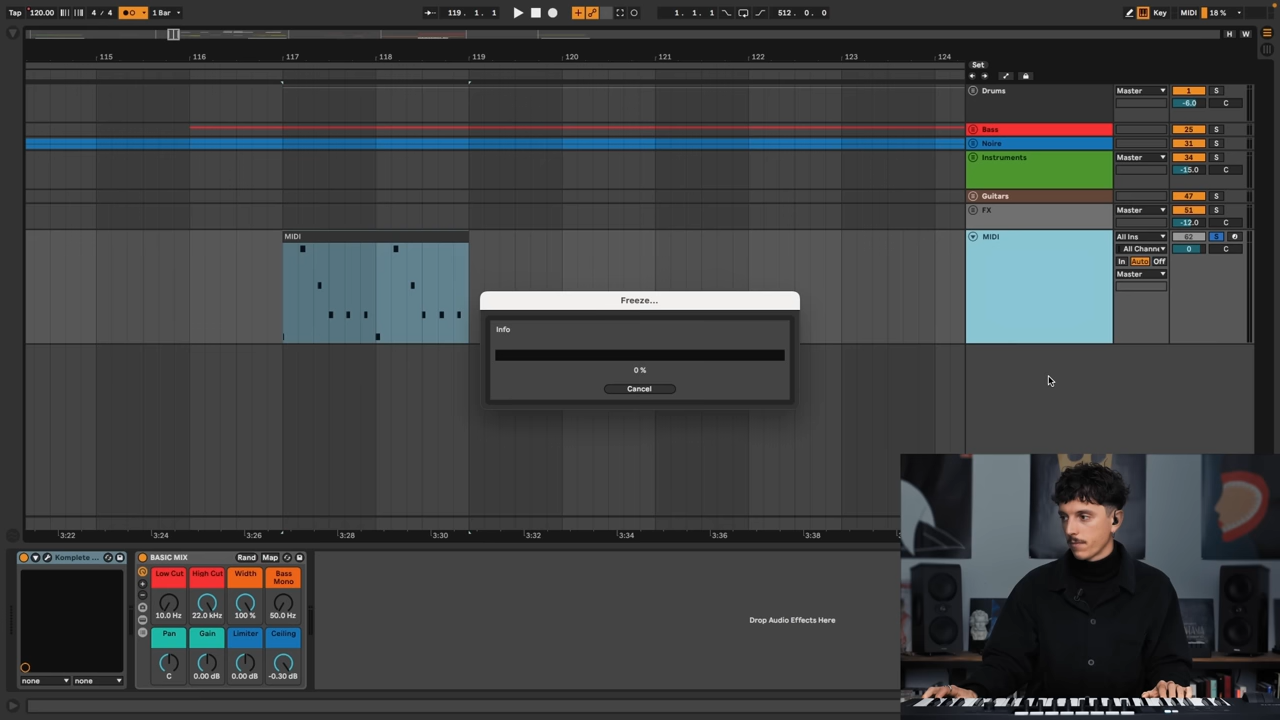 Tap 120.00 4 / 4 1 Bar 119. 1. 1 1. 1. 1 512. 0. 0 Key MIDI 18 %
H W
115 116 117 118 119 120 121 122 123 124
Set
Drums Master 1 S
-6.0 C
Bass 25 S
Noire 31 S
Instruments Master 34 S
-15.0 C
Guitars 47 S
FX Master 51 S
-12.0 C
MIDI
MIDI All Ins 62 S
All Channe 0 C
In Auto Off
Master
Freeze...
Info
0 %
Cancel
3:22 3:24 3:26 3:28 3:30 3:32 3:34 3:36 3:38
Komplete ... BASIC MIX Rand Map
Low Cut High Cut Width Bass Mono
10.0 Hz 22.0 kHz 100 % 50.0 Hz
Pan Gain Limiter Ceiling
C 0.00 dB 0.00 dB -0.30 dB
none none
Drop Audio Effects Here